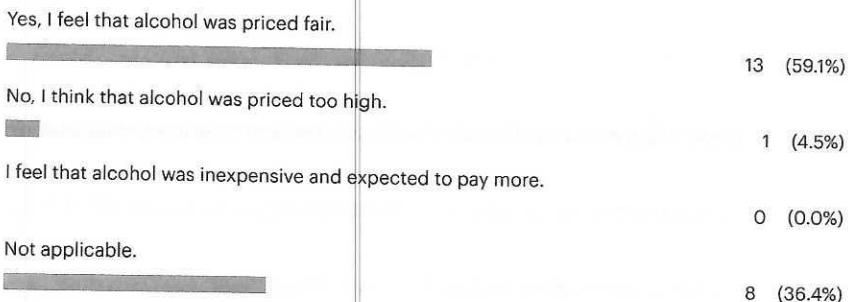 Yes, I feel that alcohol was priced fair.
13 (59.1%)
No, I think that alcohol was priced too high.
1 (4.5%)
I feel that alcohol was inexpensive and expected to pay more.
0 (0.0%)
Not applicable.
8 (36.4%)